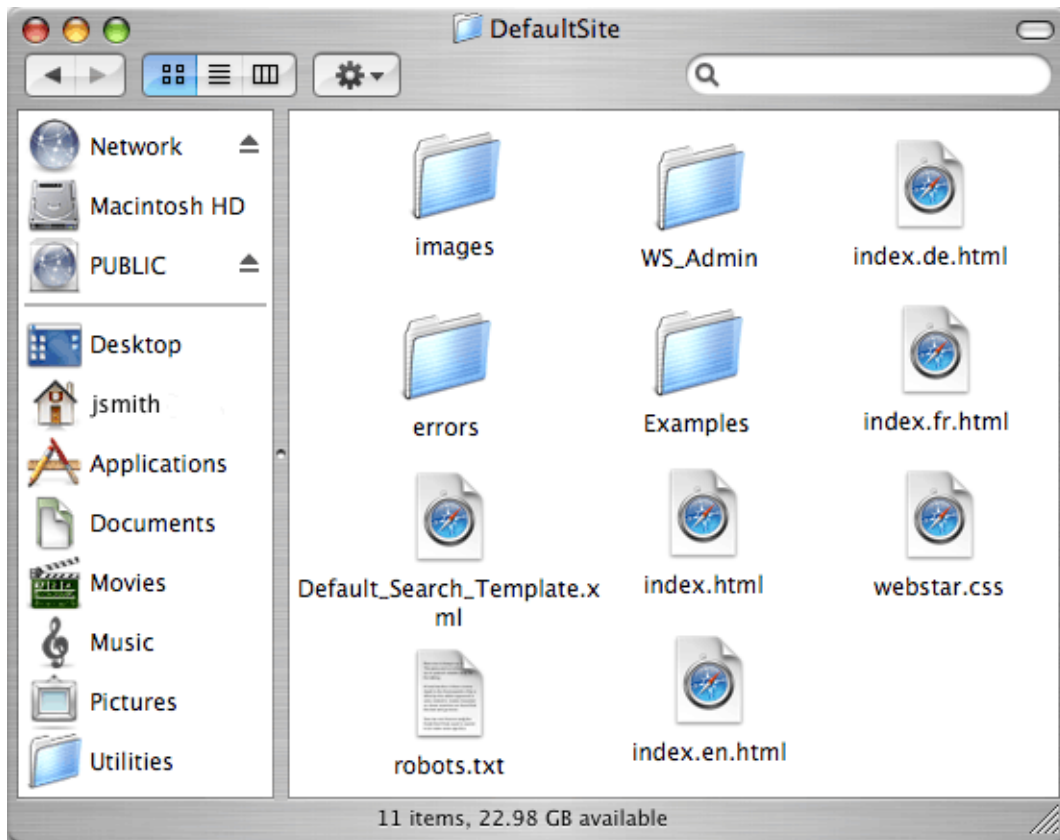 DefaultSite
Network
Macintosh HD
PUBLIC
Desktop
jsmith
Applications
Documents
Movies
Music
Pictures
Utilities
images
WS_Admin
index.de.html
errors
Examples
index.fr.html
Default_Search_Template.x
ml
index.html
webstar.css
robots.txt
index.en.html
11 items, 22.98 GB available